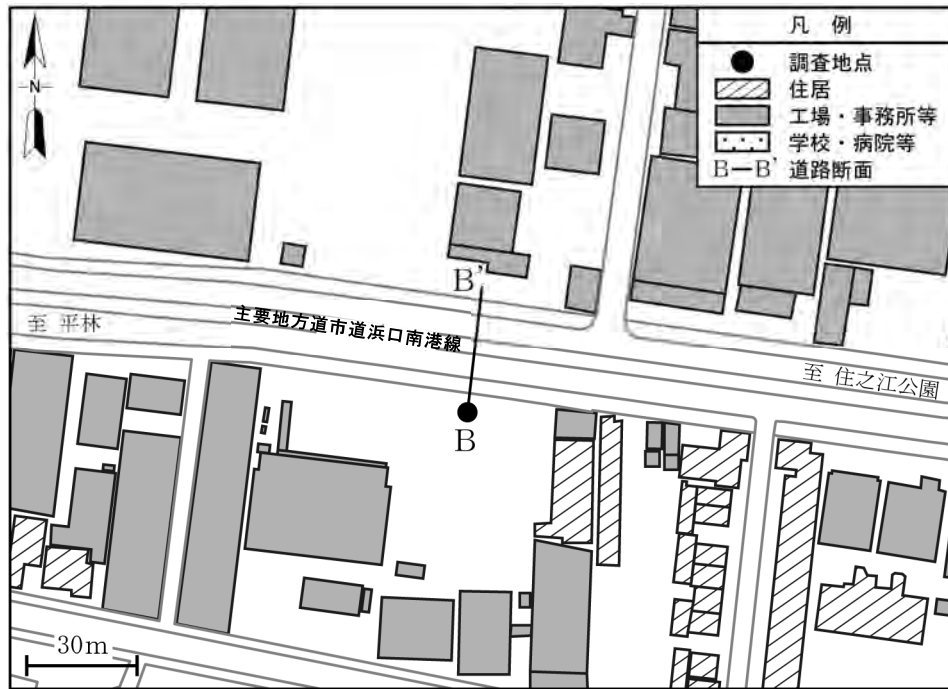 凡 例
調査地点
住居
工場・事務所等
学校・病院等
B－B' 道路断面
N
B'
至 平林
主要地方道市道浜口南港線
至 住之江公園
B
30m